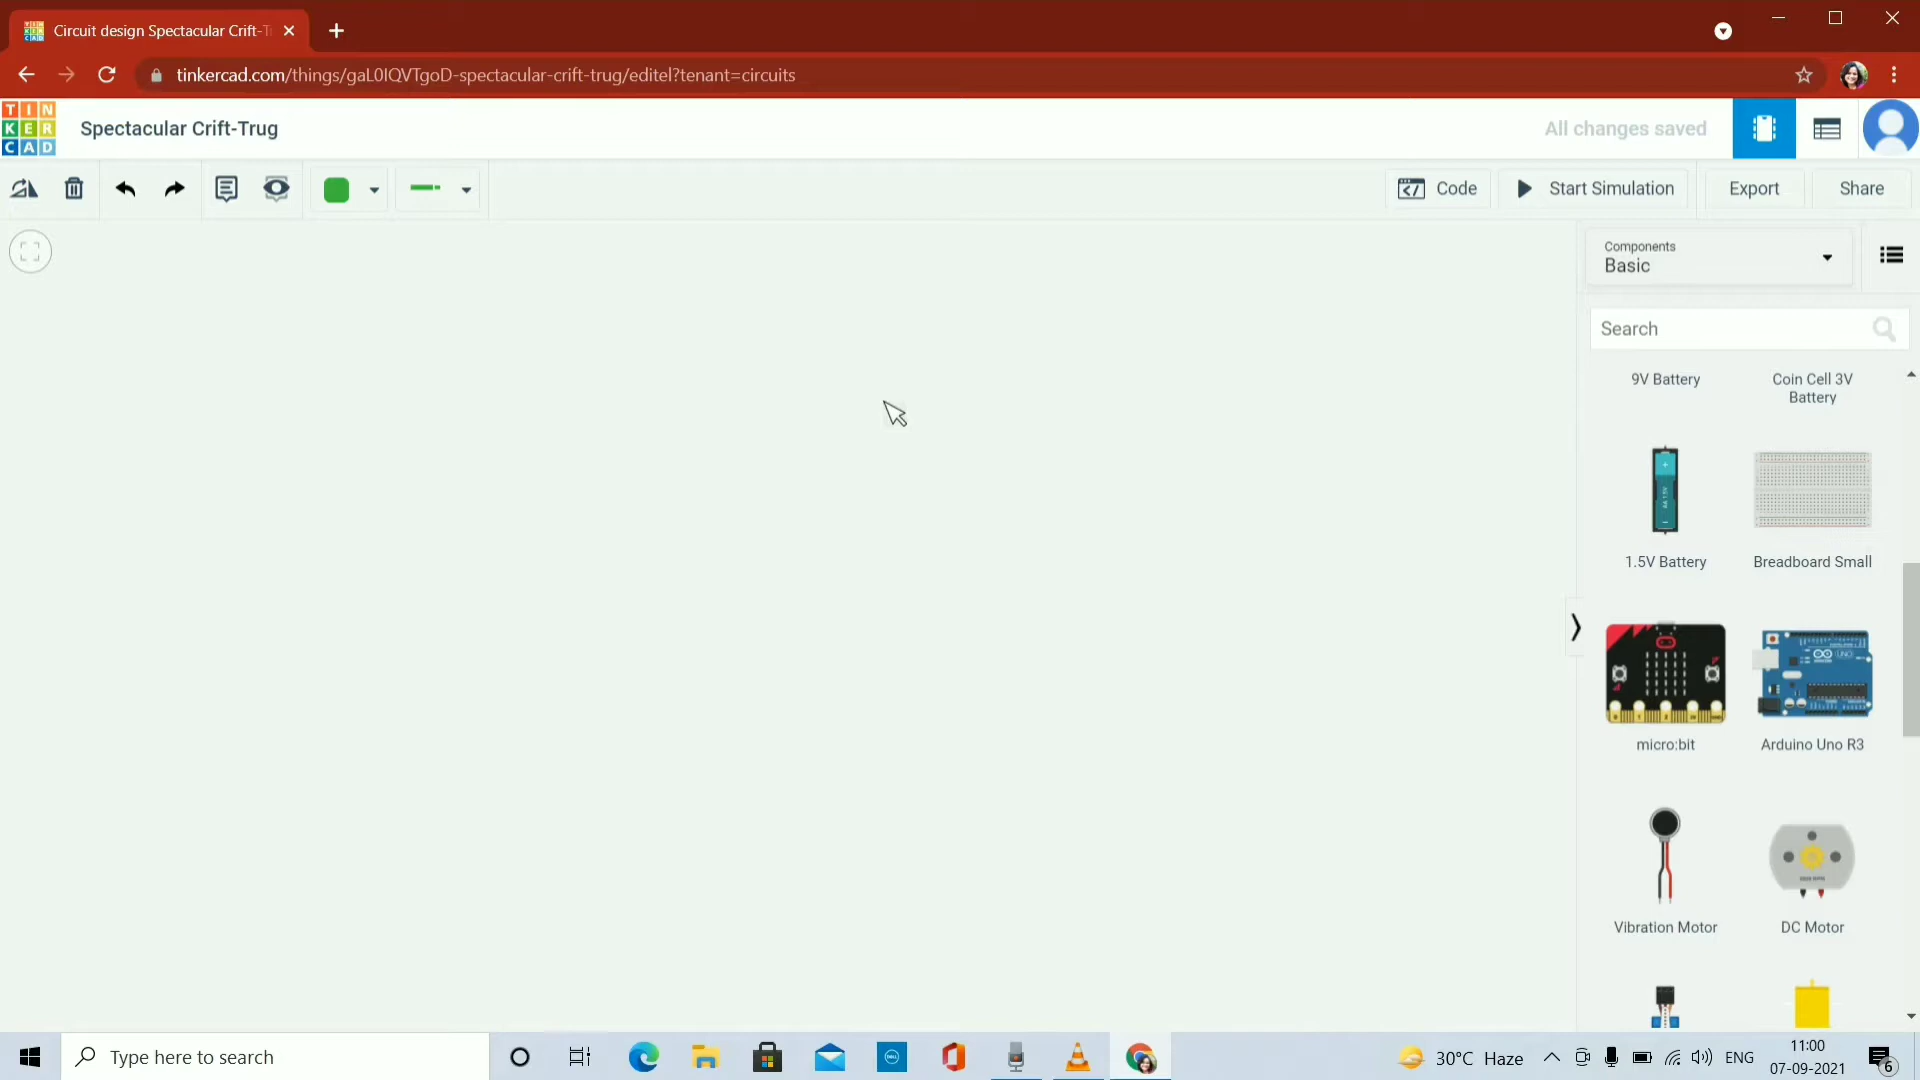 Circuit design Spectacular Crift-T
tinkercad.com/things/gaL0IQVTgoD-spectacular-crift-trug/editel?tenant=circuits
TIN
KER
CAD
Spectacular Crift-Trug
All changes saved
Code
Start Simulation
Export
Share
Components
Basic
Search
9V Battery
Coin Cell 3V
Battery
1.5V Battery
Breadboard Small
micro:bit
Arduino Uno R3
Vibration Motor
DC Motor
Type here to search
30°C Haze
ENG
11:00
07-09-2021
6